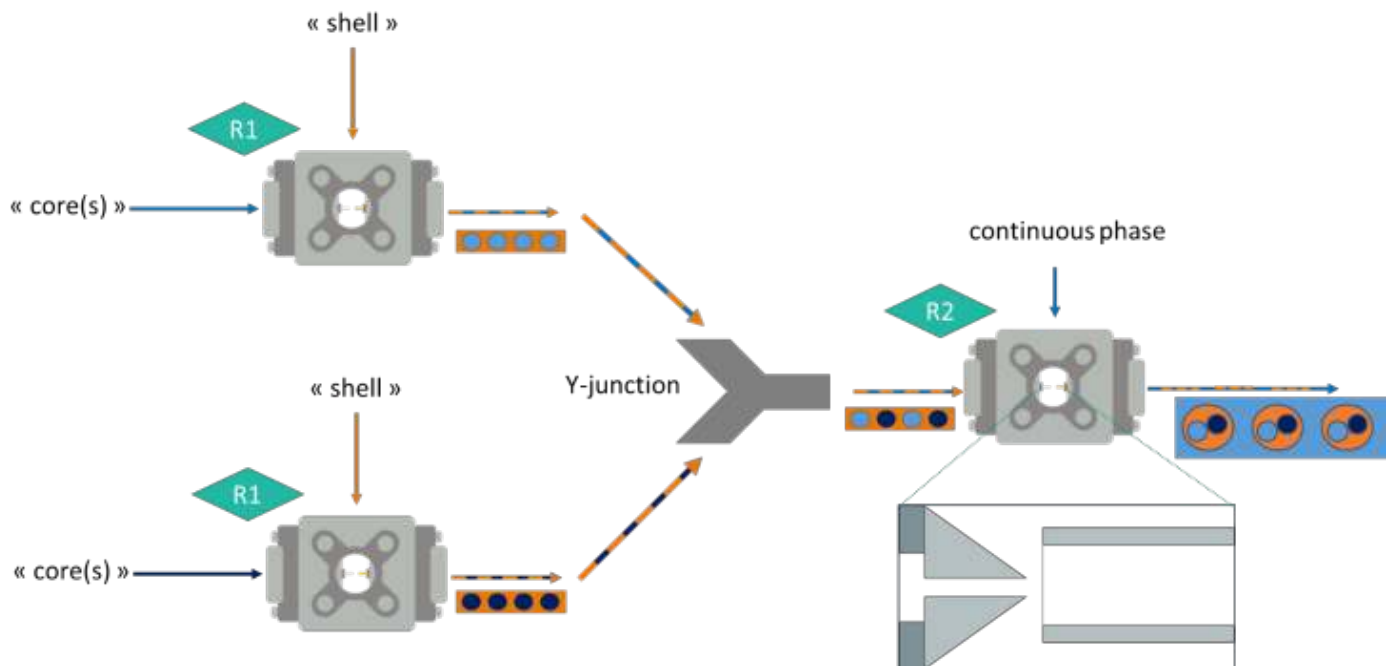 « shell »
R1
« core(s) »
continuous phase
R2
« shell »
Y-junction
R1
« core(s) »